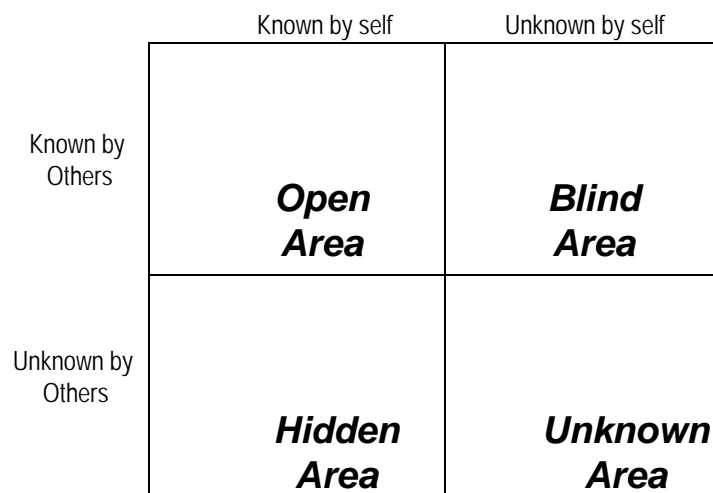 Known by self Unknown by self
Known by
Others
Open Blind
Area Area
Unknown by
Others
Hidden Unknown
Area Area